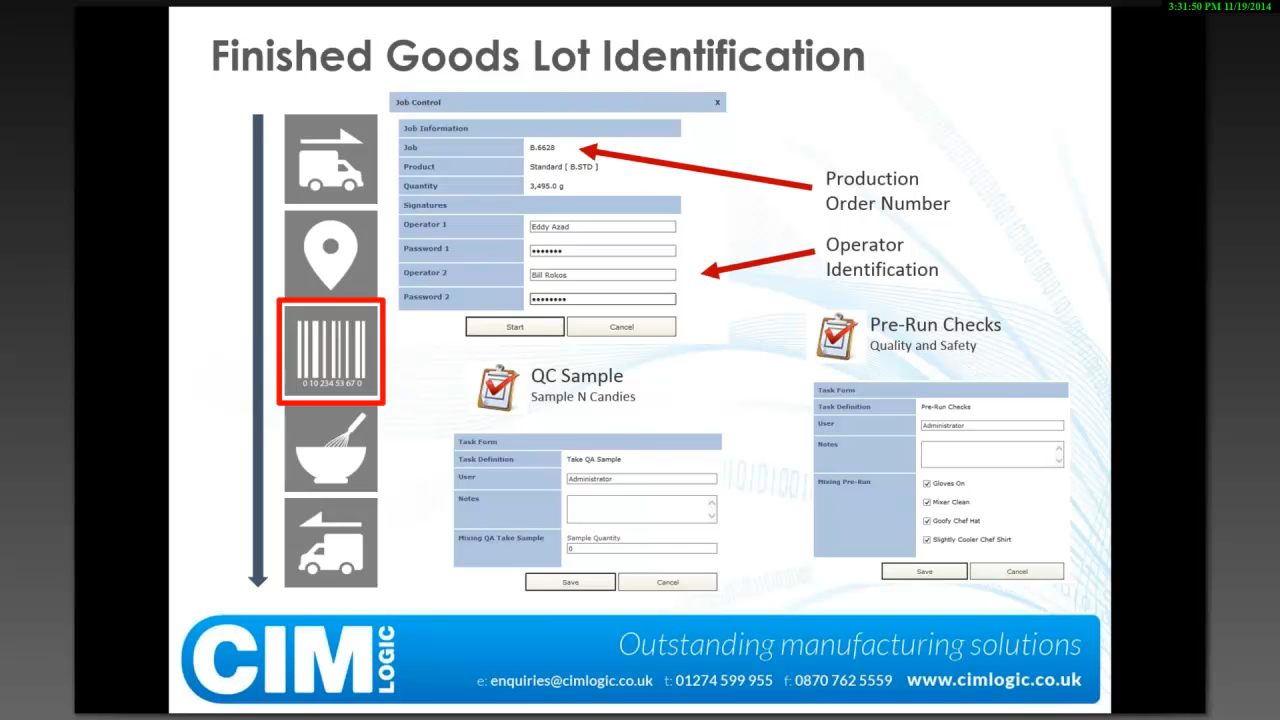 3:31:50 PM 11/19/2014
Finished Goods Lot Identification
Job Control x
Job Information
Job B.6628
Product Standard [ B.STD ]
Quantity 3,495.0 g
Signatures
Operator 1 Eddy Azad
Password 1 •••••••
Operator 2 Bill Rokos
Password 2 ••••••••
Start Cancel
Production
Order Number
Operator
Identification
0 10 234 53 67 0
Pre-Run Checks
Quality and Safety
QC Sample
Sample N Candies
Task Form
Task Definition Take QA Sample
User Administrator
Notes
Mixing QA Take Sample Sample Quantity
0
Save Cancel
Task Form
Task Definition Pre-Run Checks
User Administrator
Notes
Mixing Pre-Run Gloves On
Mixer Clean
Goofy Chef Hat
Slightly Cooler Chef Shirt
Save Cancel
CIM LOGIC
Outstanding manufacturing solutions
e: enquiries@cimlogic.co.uk t: 01274 599 955 f: 0870 762 5559 www.cimlogic.co.uk